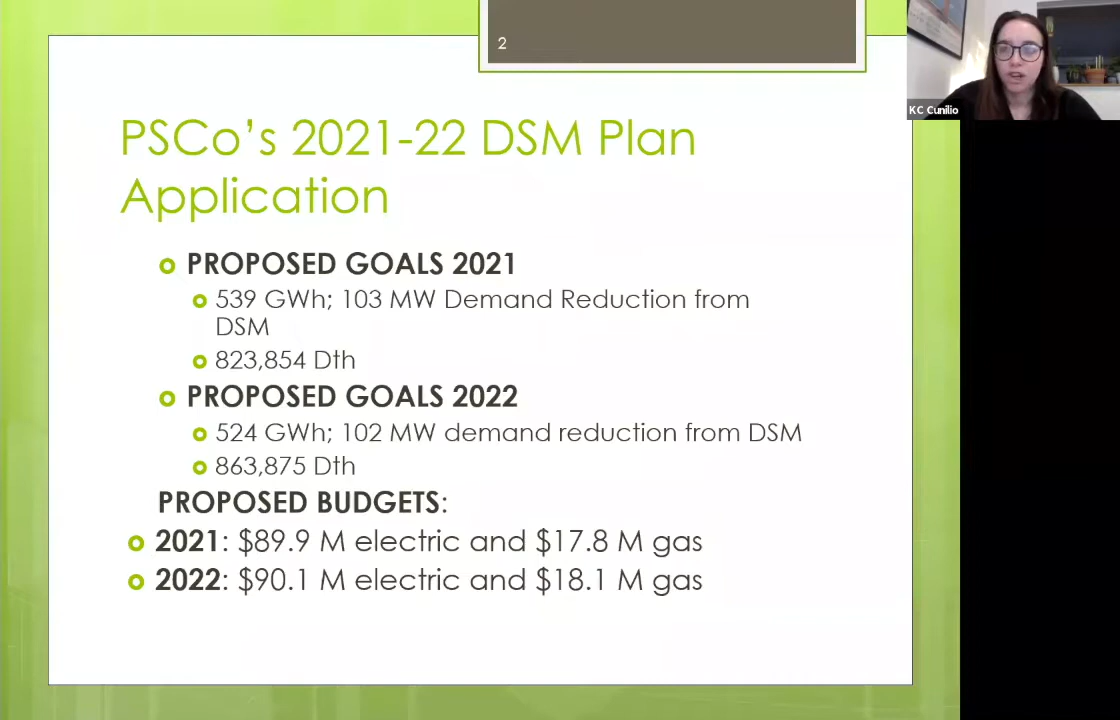 2
KC Cunilio
PSCo's 2021-22 DSM Plan
Application
PROPOSED GOALS 2021
539 GWh; 103 MW Demand Reduction from
DSM
823,854 Dth
PROPOSED GOALS 2022
524 GWh; 102 MW demand reduction from DSM
863,875 Dth
PROPOSED BUDGETS:
2021: $89.9 M electric and $17.8 M gas
2022: $90.1 M electric and $18.1 M gas